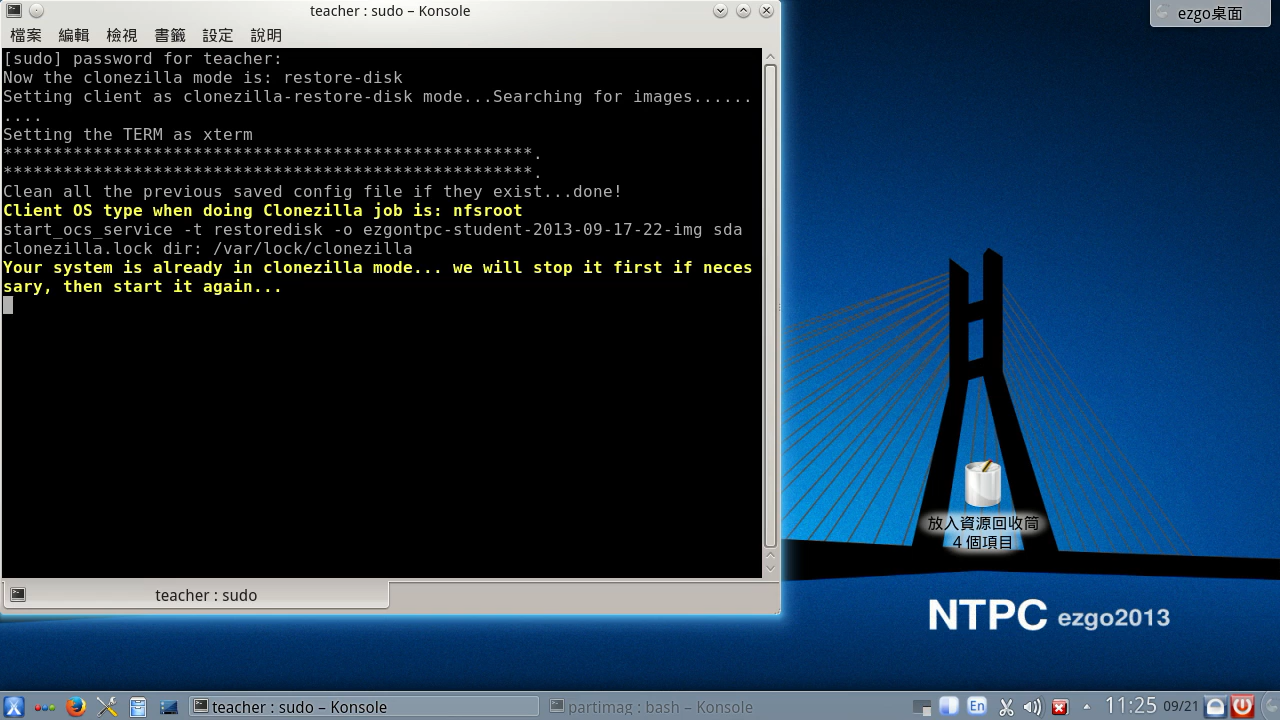 teacher : sudo – Konsole
檔案 編輯 檢視 書籤 設定 說明
[sudo] password for teacher:
Now the clonezilla mode is: restore-disk
Setting client as clonezilla-restore-disk mode...Searching for images......
....
Setting the TERM as xterm
*****************************************************.
*****************************************************.
Clean all the previous saved config file if they exist...done!
Client OS type when doing Clonezilla job is: nfsroot
start_ocs_service -t restoredisk -o ezgontpc-student-2013-09-17-22-img sda
clonezilla.lock dir: /var/lock/clonezilla
Your system is already in clonezilla mode... we will stop it first if neces
sary, then start it again...
teacher : sudo
ezgo桌面
放入資源回收筒
4 個項目
NTPC ezgo2013
teacher : sudo – Konsole
partimag : bash – Konsole
En
11:25
09/21